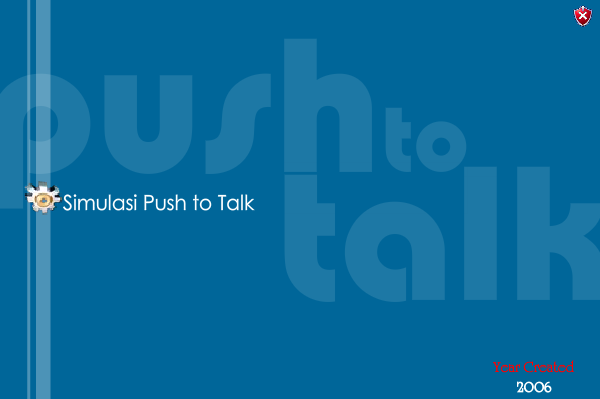 push to
talk
Simulasi Push to Talk
2006